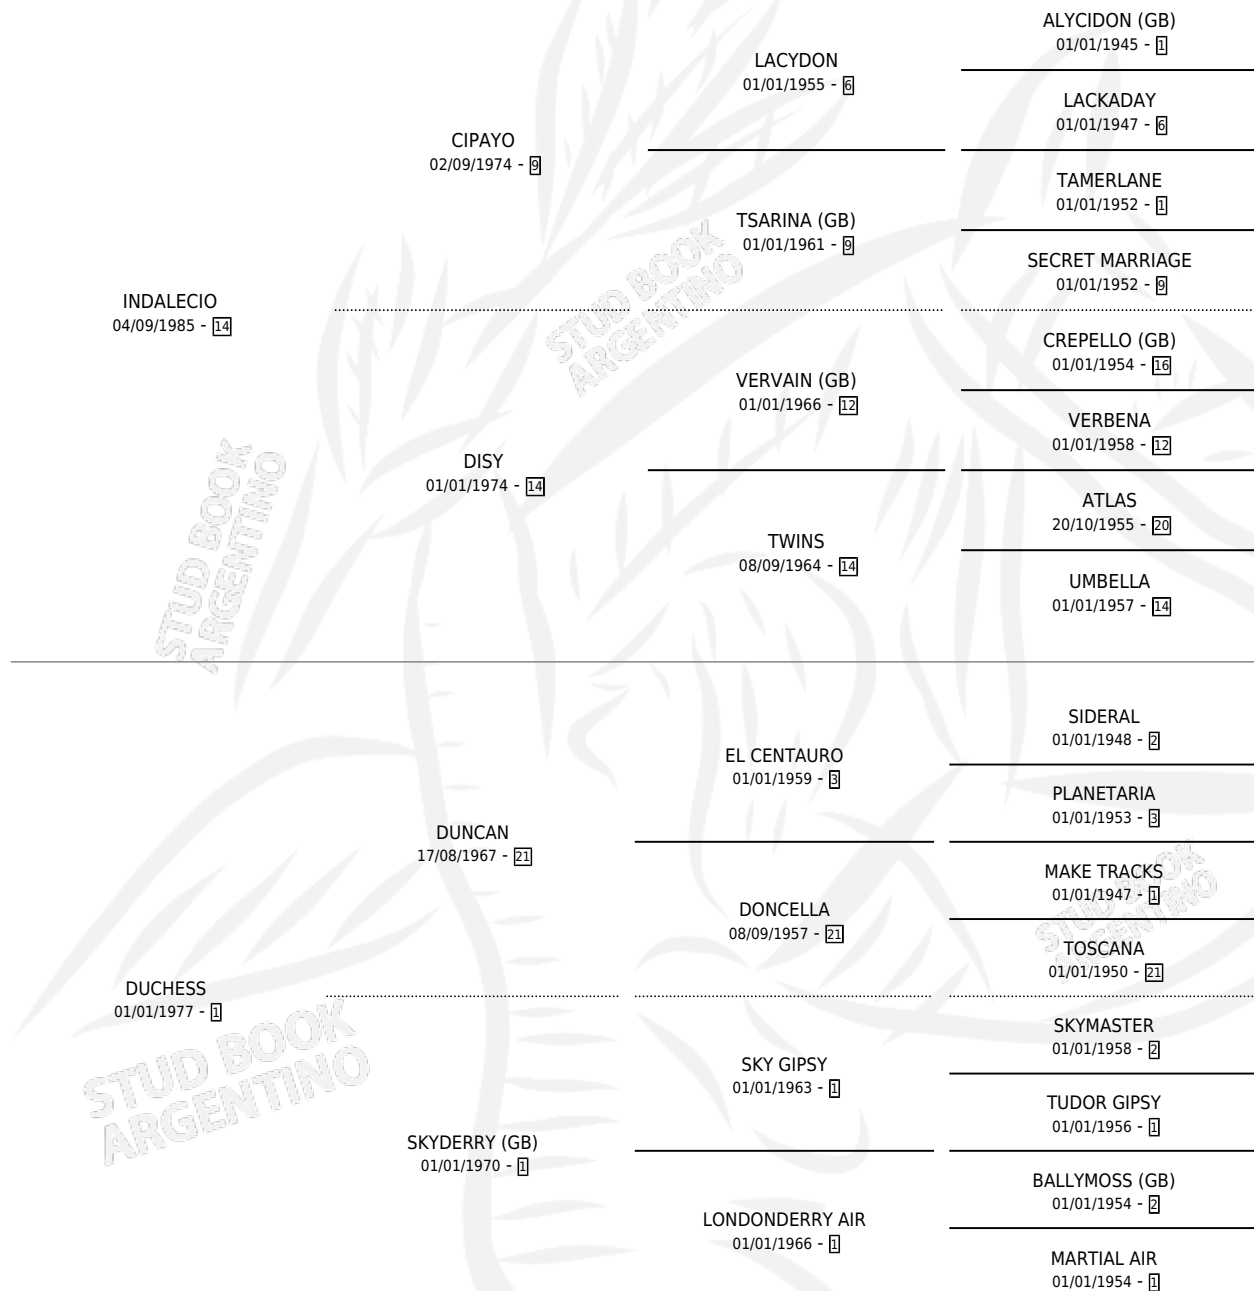 ALYCIDON (GB)
01/01/1945 - 1
LACYDON
01/01/1955 - 6
LACKADAY
01/01/1947 - 6
CIPAYO
02/09/1974 - 9
TAMERLANE
01/01/1952 - 1
TSARINA (GB)
01/01/1961 - 9
SECRET MARRIAGE
01/01/1952 - 9
INDALECIO
04/09/1985 - 14
CREPELLO (GB)
01/01/1954 - 16
VERVAIN (GB)
01/01/1966 - 12
VERBENA
01/01/1958 - 12
DISY
01/01/1974 - 14
ATLAS
20/10/1955 - 20
TWINS
08/09/1964 - 14
UMBELLA
01/01/1957 - 14
SIDERAL
01/01/1948 - 2
EL CENTAURO
01/01/1959 - 3
PLANETARIA
01/01/1953 - 3
DUNCAN
17/08/1967 - 21
MAKE TRACKS
01/01/1947 - 1
DONCELLA
08/09/1957 - 21
TOSCANA
01/01/1950 - 21
DUCHESS
01/01/1977 - 1
SKYMASTER
01/01/1958 - 2
SKY GIPSY
01/01/1963 - 1
TUDOR GIPSY
01/01/1956 - 1
SKYDERRY (GB)
01/01/1970 - 1
BALLYMOSS (GB)
01/01/1954 - 2
LONDONDERRY AIR
01/01/1966 - 1
MARTIAL AIR
01/01/1954 - 1
STUD BOOK
ARGENTINO
STUD BOOK
ARGENTINO
STUD BOOK
ARGENTINO
STUD BOOK
ARGENTINO